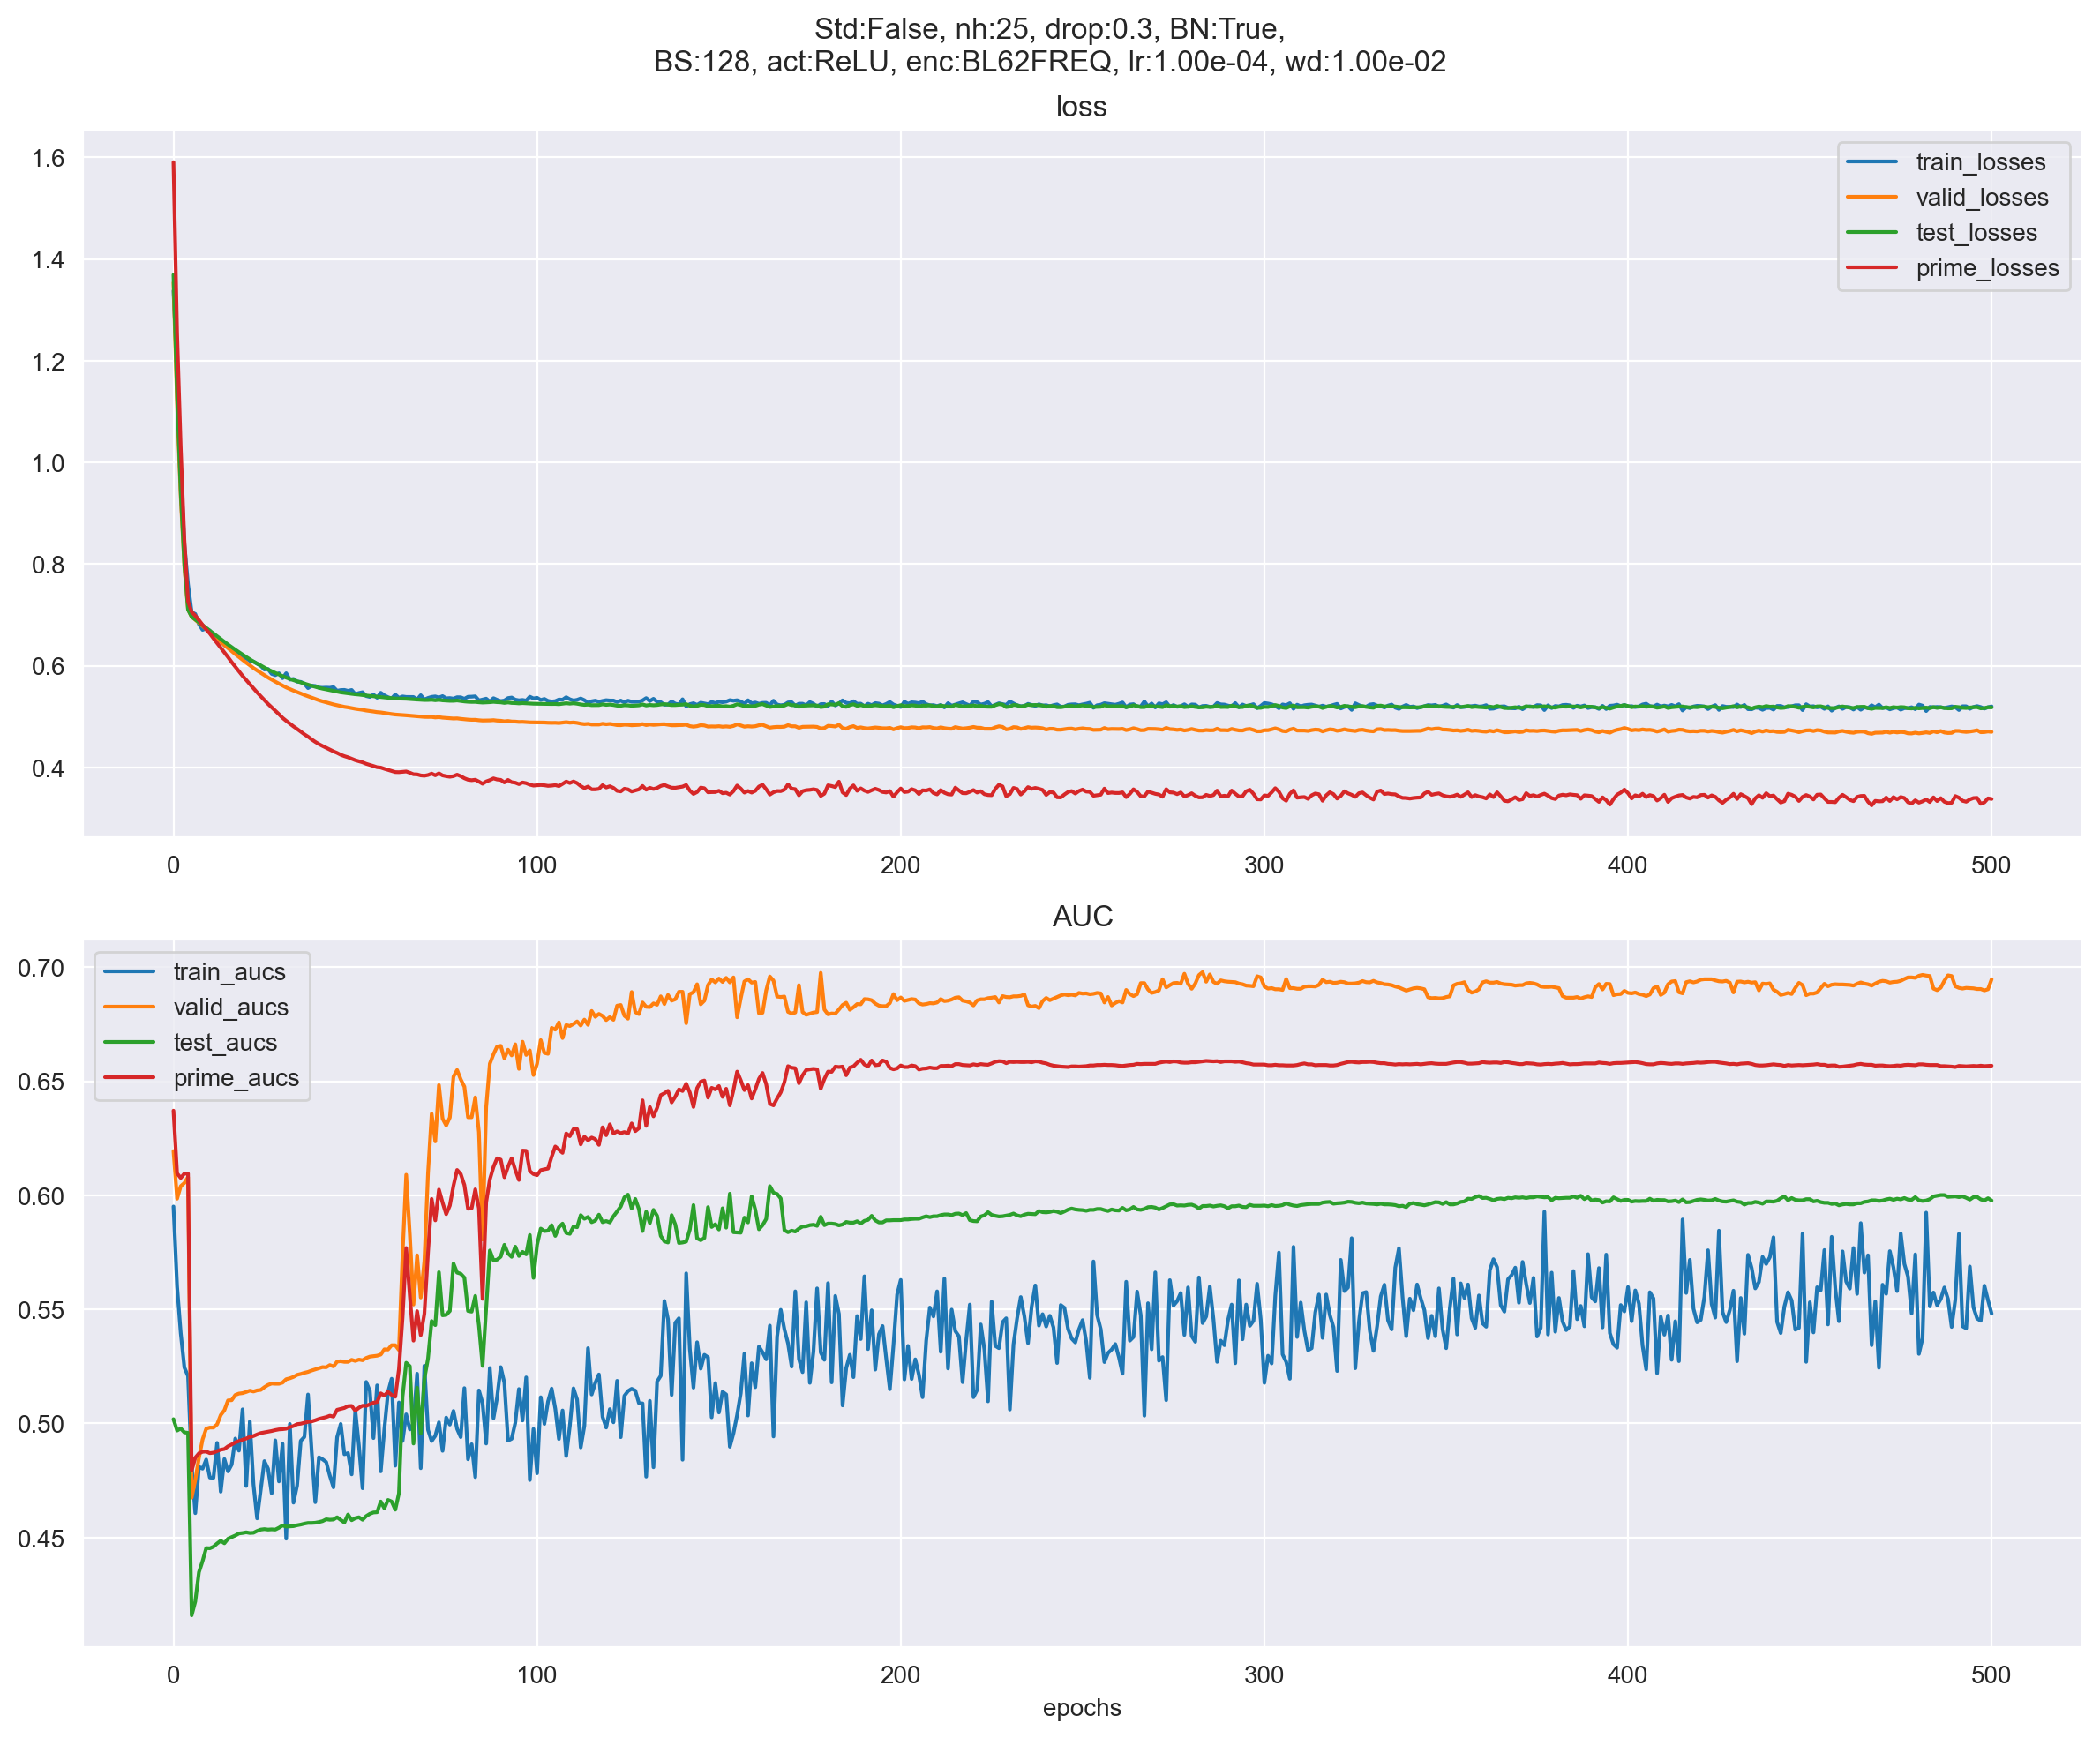 Std:False, nh:25, drop:0.3, BN:True,
BS:128, act:ReLU, enc:BL62FREQ, lr:1.00e-04, wd:1.00e-02
loss
1.6
1.4
1.2
1.0
0.8
0.6
0.4
train_losses
valid_losses
test_losses
prime_losses
0 100 200 300 400 500
AUC
0.70
0.65
0.60
0.55
0.50
0.45
train_aucs
valid_aucs
test_aucs
prime_aucs
0 100 200 300 400 500
epochs